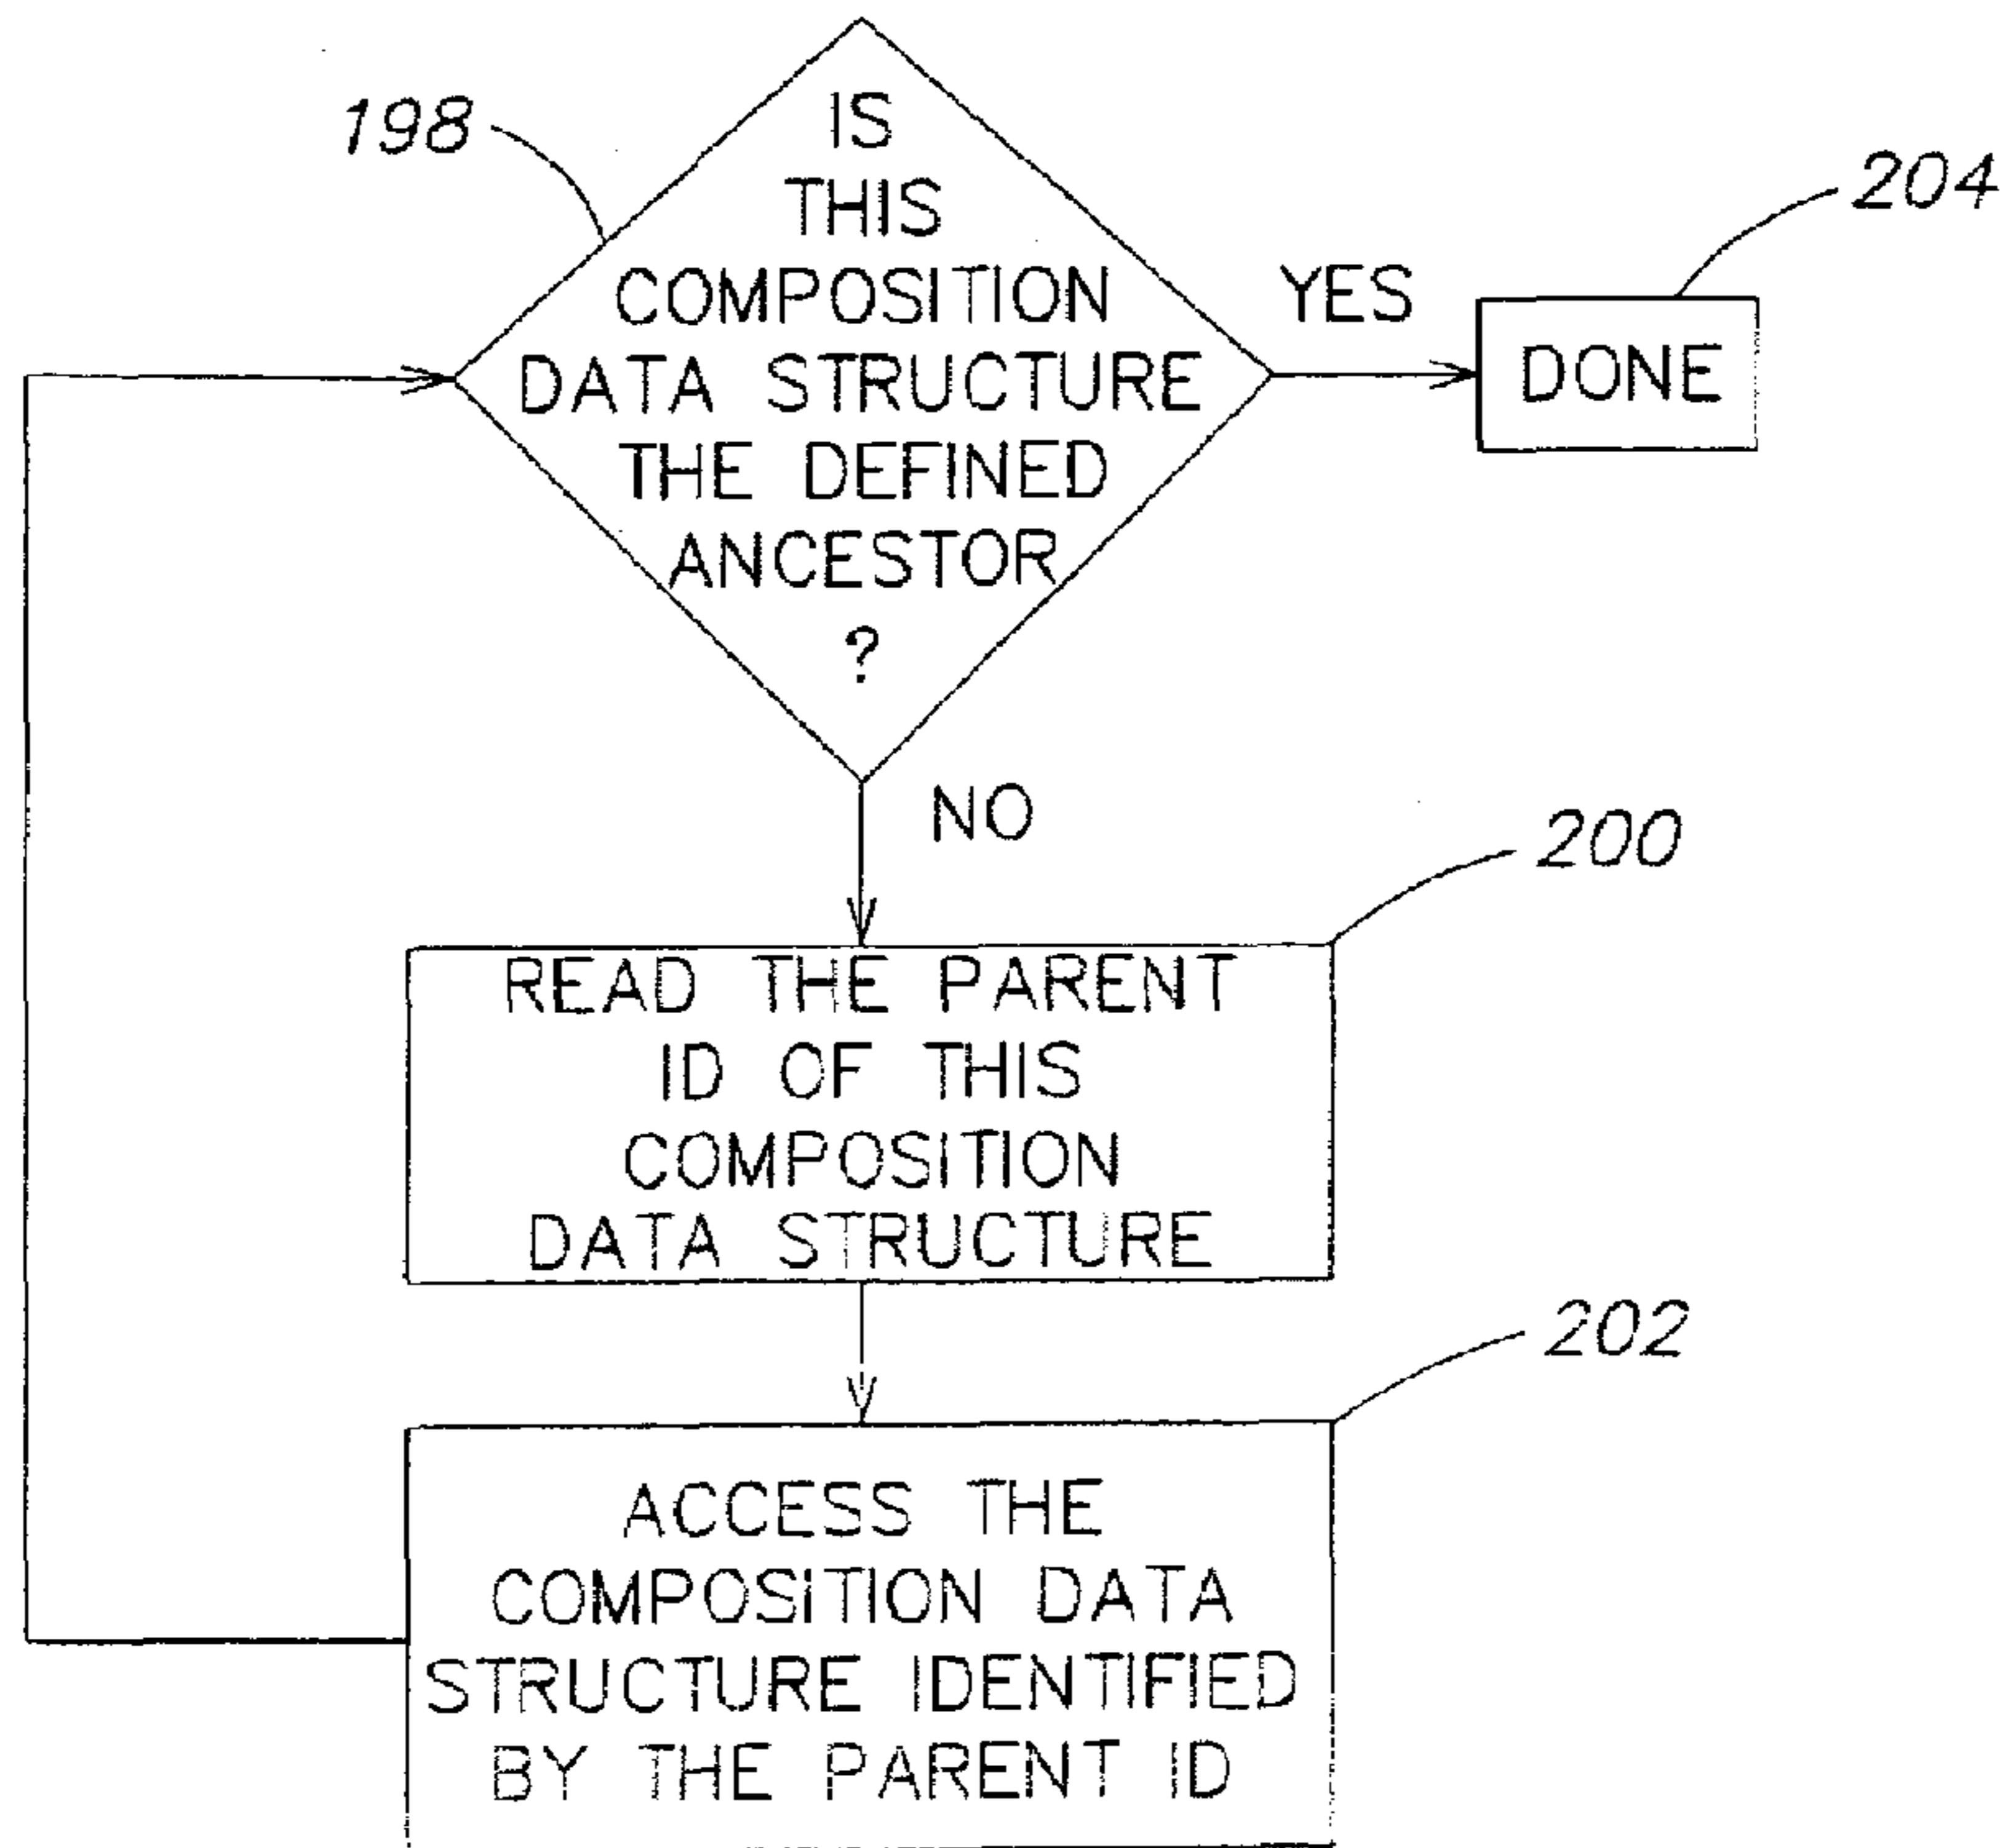 198
IS
THIS
COMPOSITION
DATA STRUCTURE
THE DEFINED
ANCESTOR
?
YES
204
DONE
NO
200
READ THE PARENT
ID OF THIS
COMPOSITION
DATA STRUCTURE
202
ACCESS THE
COMPOSITION DATA
STRUCTURE IDENTIFIED
BY THE PARENT ID